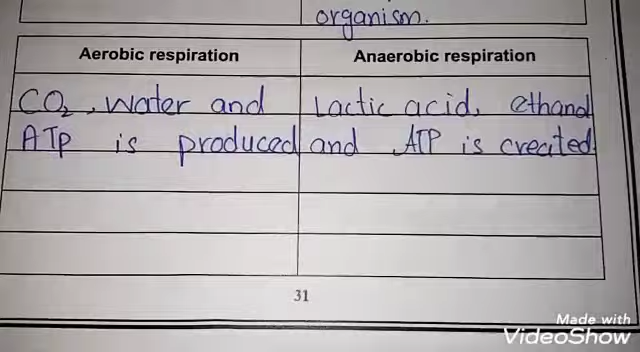 organism.
Aerobic respiration Anaerobic respiration
CO₂, water and Lactic acid, ethanol
ATP is produced and ATP is created.
31
Made with
VideoShow